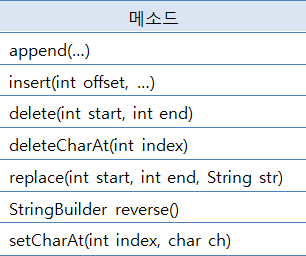 메소드
append(...)
insert(int offset, ...)
delete(int start, int end)
deleteCharAt(int index)
replace(int start, int end, String str)
StringBuilder reverse()
setCharAt(int index, char ch)